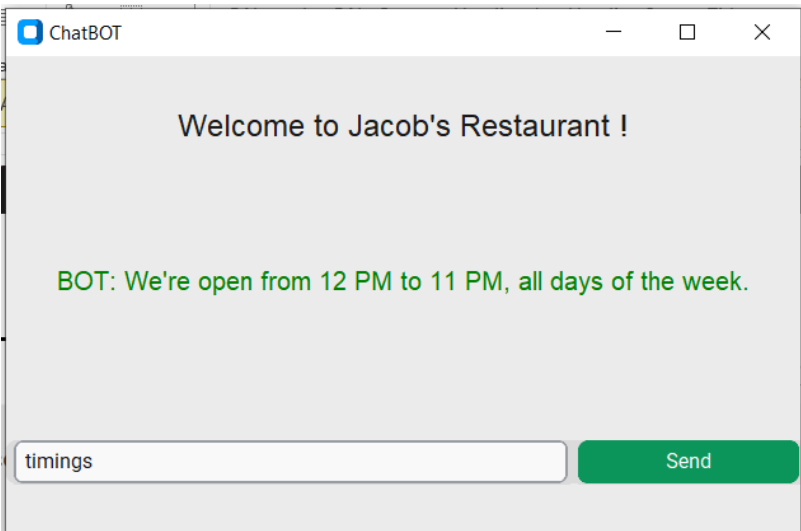 ChatBOT
Welcome to Jacob's Restaurant !
BOT: We're open from 12 PM to 11 PM, all days of the week.
timings
Send